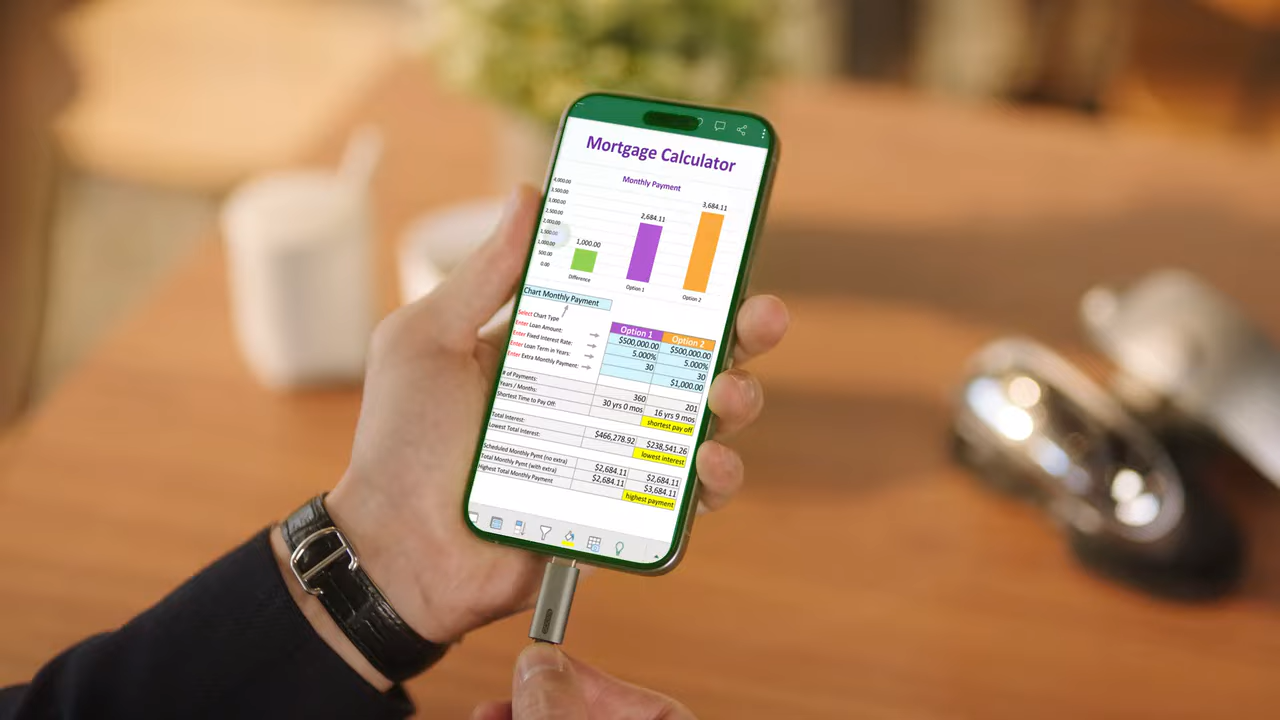 Mortgage Calculator
Monthly Payment
4,000.00
3,500.00
3,000.00
2,500.00
2,000.00
1,500.00
1,000.00
500.00
0.00
1,000.00
2,684.11
3,684.11
Difference
Option 1
Option 2
Chart Monthly Payment
Select Chart Type
Option 1 Option 2
Enter Loan Amount: $500,000.00 $500,000.00
Enter Fixed Interest Rate: 5.000% 5.000%
Enter Loan Term in Years: 30 30
Enter Extra Monthly Payment: $1,000.00
# of Payments: 360 201
Years / Months: 30 yrs 0 mos 16 yrs 9 mos
Shortest Time to Pay Off: shortest pay off
Total Interest: $466,278.92 $238,541.26
Lowest Total Interest: lowest interest
Scheduled Monthly Pymt (no extra) $2,684.11 $2,684.11
Total Monthly Pymt (with extra) $2,684.11 $3,684.11
Highest Total Monthly Payment highest payment